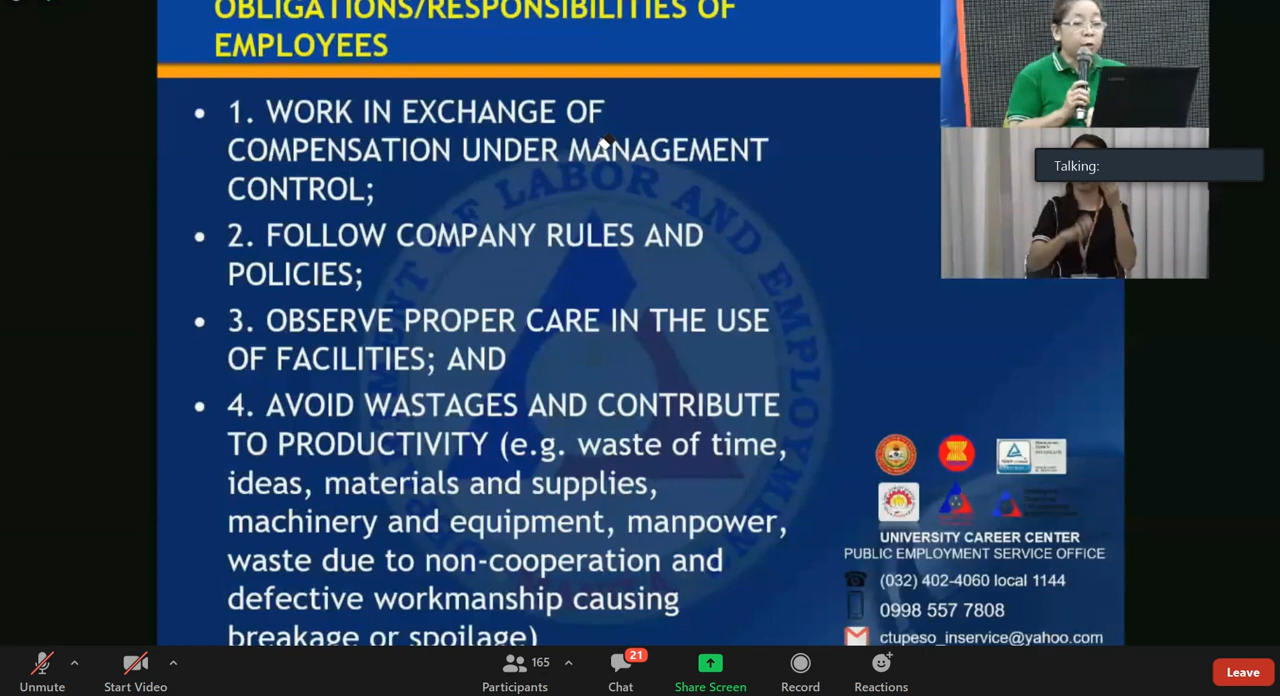 OBLIGATIONS/RESPONSIBILITIES OF
EMPLOYEES
• 1. WORK IN EXCHANGE OF
COMPENSATION UNDER MANAGEMENT
CONTROL;
• 2. FOLLOW COMPANY RULES AND
POLICIES;
• 3. OBSERVE PROPER CARE IN THE USE
OF FACILITIES; AND
• 4. AVOID WASTAGES AND CONTRIBUTE
TO PRODUCTIVITY (e.g. waste of time,
ideas, materials and supplies,
machinery and equipment, manpower,
waste due to non-cooperation and
defective workmanship causing
breakage or spoilage)
Talking:
UNIVERSITY CAREER CENTER
PUBLIC EMPLOYMENT SERVICE OFFICE
(032) 402-4060 local 1144
0998 557 7808
ctupeso_inservice@yahoo.com
LABOR AND EMPLOYMENT
Unmute
Start Video
165
Participants
21
Chat
Share Screen
Record
Reactions
Leave